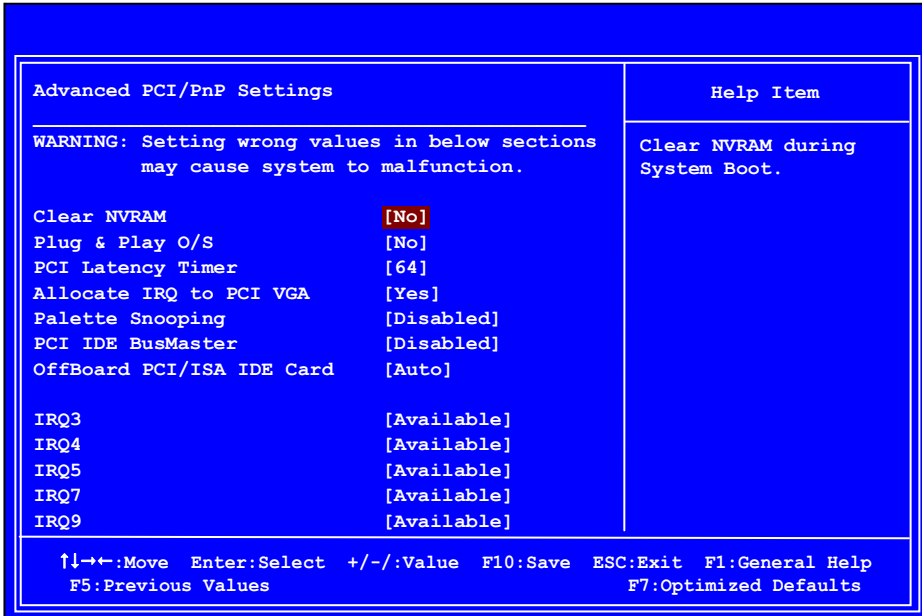 Advanced PCI/PnP Settings
Help Item
WARNING: Setting wrong values in below sections
may cause system to malfunction.
Clear NVRAM during
System Boot.
Clear NVRAM [No]
Plug & Play O/S [No]
PCI Latency Timer [64]
Allocate IRQ to PCI VGA [Yes]
Palette Snooping [Disabled]
PCI IDE BusMaster [Disabled]
OffBoard PCI/ISA IDE Card [Auto]
IRQ3 [Available]
IRQ4 [Available]
IRQ5 [Available]
IRQ7 [Available]
IRQ9 [Available]
↑↓→←:Move Enter:Select +/-/:Value F10:Save ESC:Exit F1:General Help
F5:Previous Values F7:Optimized Defaults